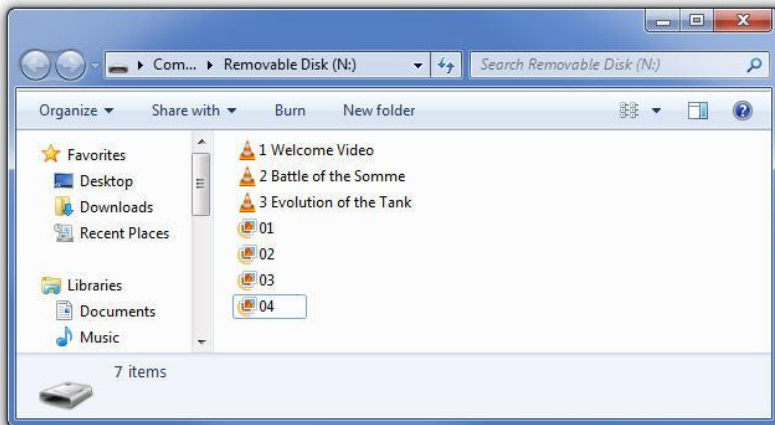 Com... Removable Disk (N:) Search Removable Disk (N:)
Organize Share with Burn New folder
Favorites
Desktop
Downloads
Recent Places
Libraries
Documents
Music
1 Welcome Video
2 Battle of the Somme
3 Evolution of the Tank
01
02
03
04
7 items